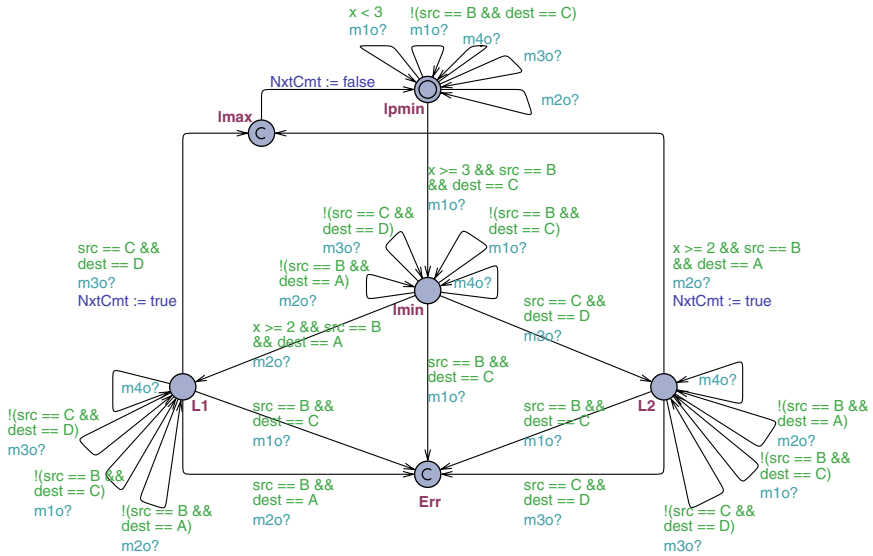 x < 3
m1o?
!(src == B && dest == C)
m1o?
m4o?
m3o?
m2o?
NxtCmt := false
lpmin
lmax
C
x >= 3 && src == B
&& dest == C
m1o?
!(src == C &&
dest == D)
m3o?
!(src == B &&
dest == C)
m1o?
!(src == B &&
dest == A)
m2o?
m4o?
lmin
src == C &&
dest == D
m3o?
NxtCmt := true
x >= 2 && src == B
&& dest == A
m2o?
NxtCmt := true
x >= 2 && src == B
&& dest == A
m2o?
src == C &&
dest == D
m3o?
src == B &&
dest == C
m1o?
m4o?
L1
!(src == C &&
dest == D)
m3o?
!(src == B &&
dest == C)
m1o?
!(src == B &&
dest == A)
m2o?
src == B &&
dest == C
m1o?
src == B &&
dest == A
m2o?
C
Err
src == B &&
dest == C
m1o?
src == C &&
dest == D
m3o?
L2
m4o?
!(src == B &&
dest == A)
m2o?
!(src == B &&
dest == C)
m1o?
!(src == C &&
dest == D)
m3o?